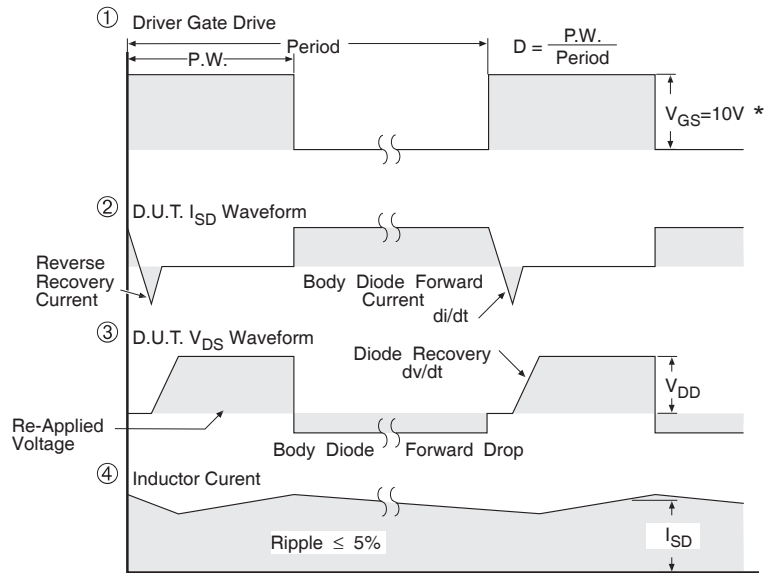 ① Driver Gate Drive
Period
P.W.
D = P.W. / Period
V_GS=10V *
② D.U.T. I_SD Waveform
Reverse
Recovery
Current
Body Diode Forward
Current
di/dt
③ D.U.T. V_DS Waveform
Diode Recovery
dv/dt
V_DD
Re-Applied
Voltage
Body Diode Forward Drop
④ Inductor Curent
Ripple ≤ 5%
I_SD